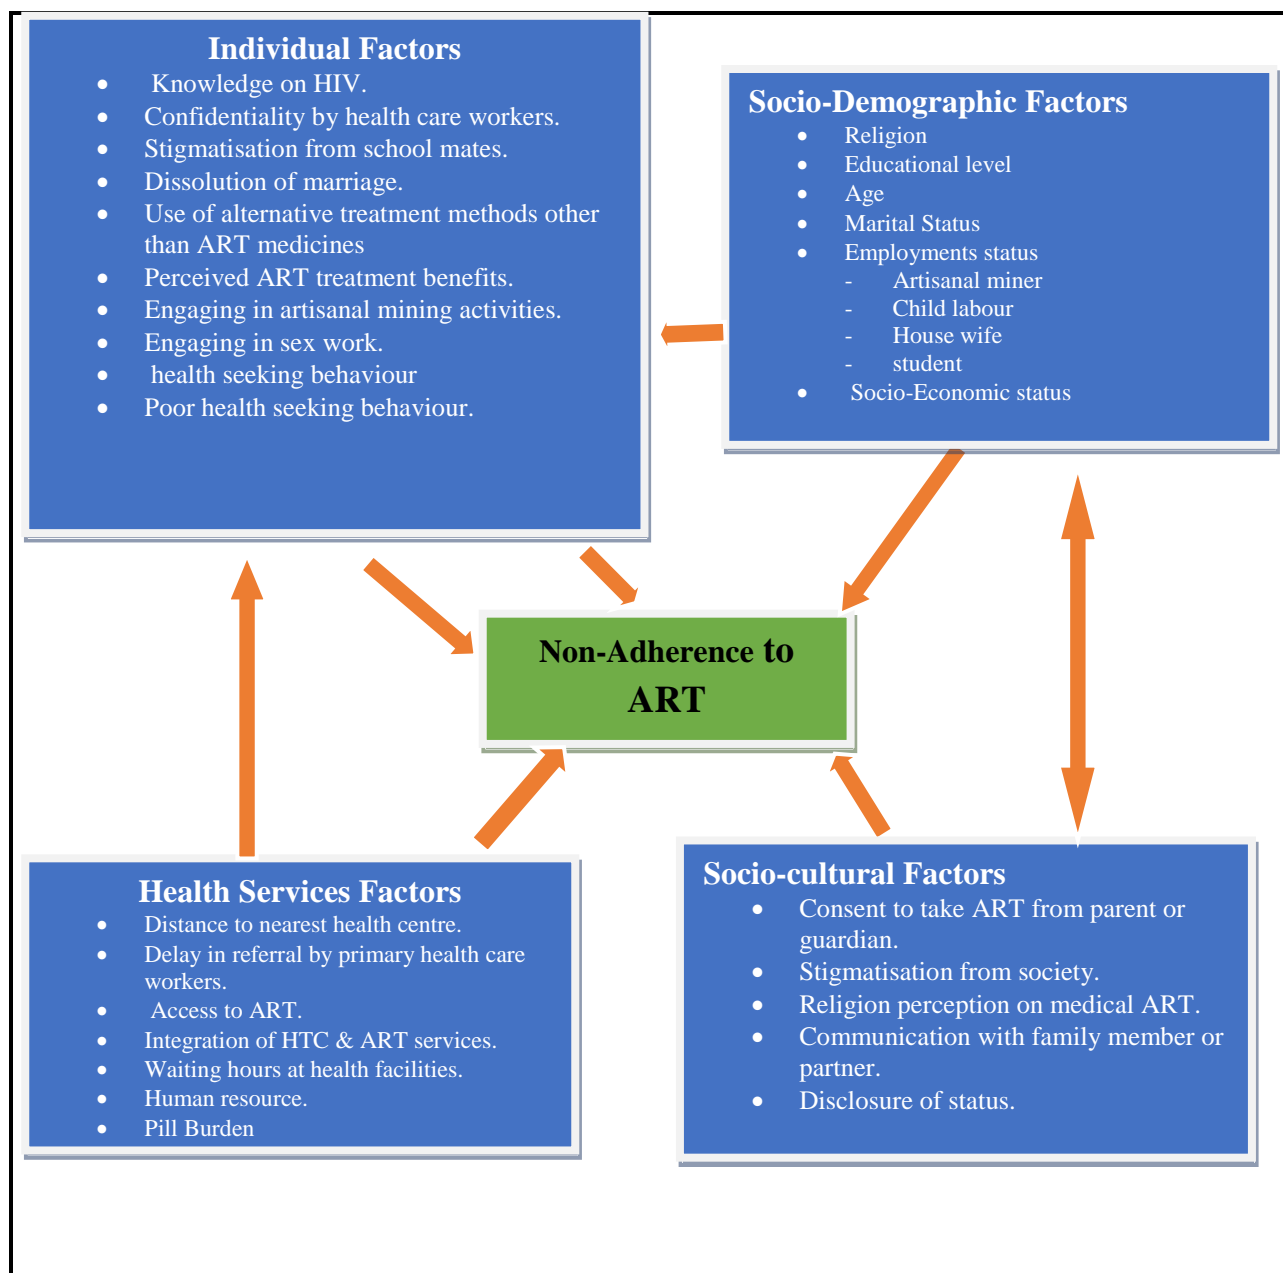 Individual Factors
• Knowledge on HIV.
• Confidentiality by health care workers.
• Stigmatisation from school mates.
• Dissolution of marriage.
• Use of alternative treatment methods other
than ART medicines
• Perceived ART treatment benefits.
• Engaging in artisanal mining activities.
• Engaging in sex work.
• health seeking behaviour
• Poor health seeking behaviour.
Socio-Demographic Factors
• Religion
• Educational level
• Age
• Marital Status
• Employments status
- Artisanal miner
- Child labour
- House wife
- student
• Socio-Economic status
Non-Adherence to
ART
Health Services Factors
• Distance to nearest health centre.
• Delay in referral by primary health care
workers.
• Access to ART.
• Integration of HTC & ART services.
• Waiting hours at health facilities.
• Human resource.
• Pill Burden
Socio-cultural Factors
• Consent to take ART from parent or
guardian.
• Stigmatisation from society.
• Religion perception on medical ART.
• Communication with family member or
partner.
• Disclosure of status.